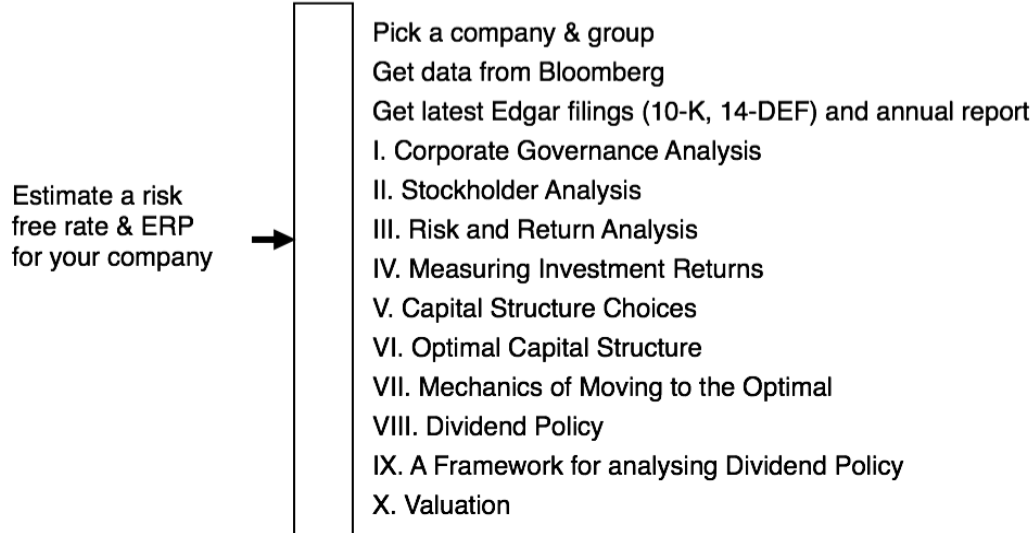 Pick a company & group
Get data from Bloomberg
Get latest Edgar filings (10-K, 14-DEF) and annual report
I. Corporate Governance Analysis
II. Stockholder Analysis
Estimate a risk
free rate & ERP
for your company
III. Risk and Return Analysis
IV. Measuring Investment Returns
V. Capital Structure Choices
VI. Optimal Capital Structure
VII. Mechanics of Moving to the Optimal
VIII. Dividend Policy
IX. A Framework for analysing Dividend Policy
X. Valuation